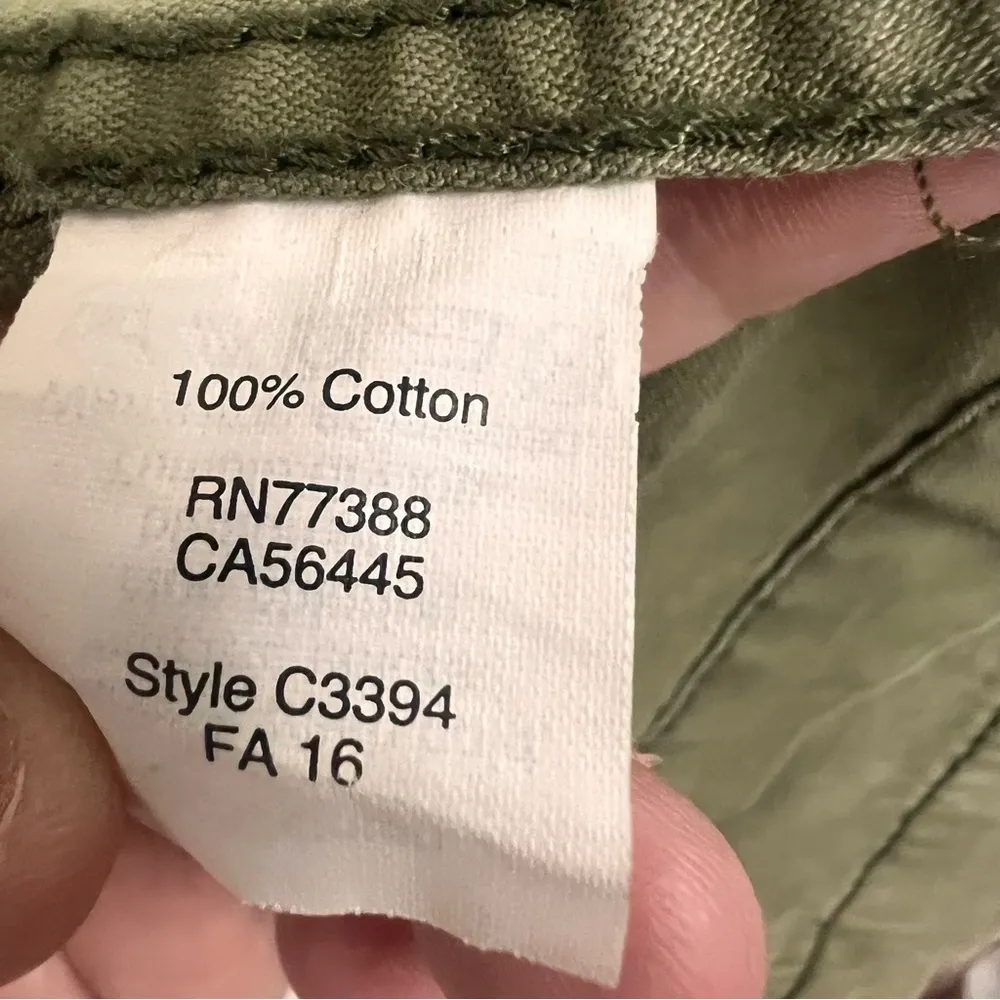 100% Cotton
RN77388
CA56445
Style C3394
FA 16